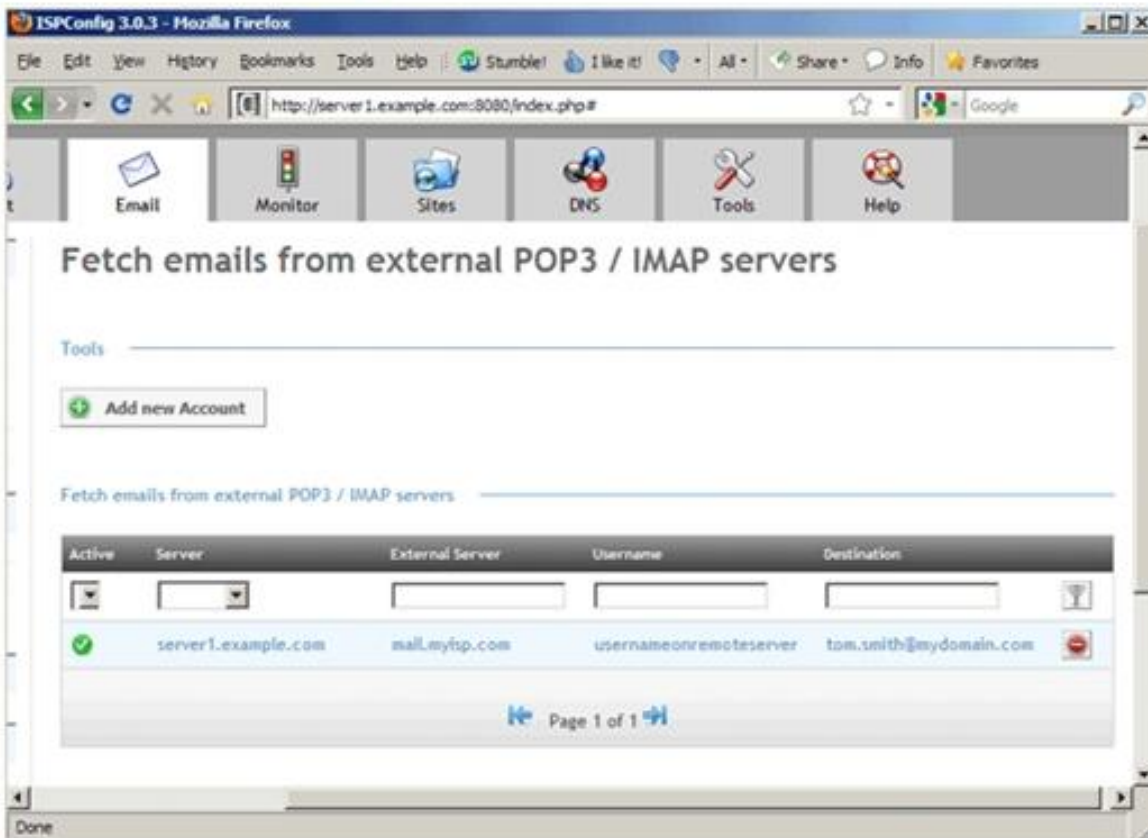 ISPConfig 3.0.3 - Mozilla Firefox
File Edit View History Bookmarks Tools Help Stumble! I like it! All Share Info Favorites
http://server1.example.com:8080/index.php# Google
Email Monitor Sites DNS Tools Help
Fetch emails from external POP3 / IMAP servers
Tools
Add new Account
Fetch emails from external POP3 / IMAP servers
Active Server External Server Username Destination
server1.example.com mail.myisp.com usernameonremoteserver tom.smith@mydomain.com
Page 1 of 1
Done